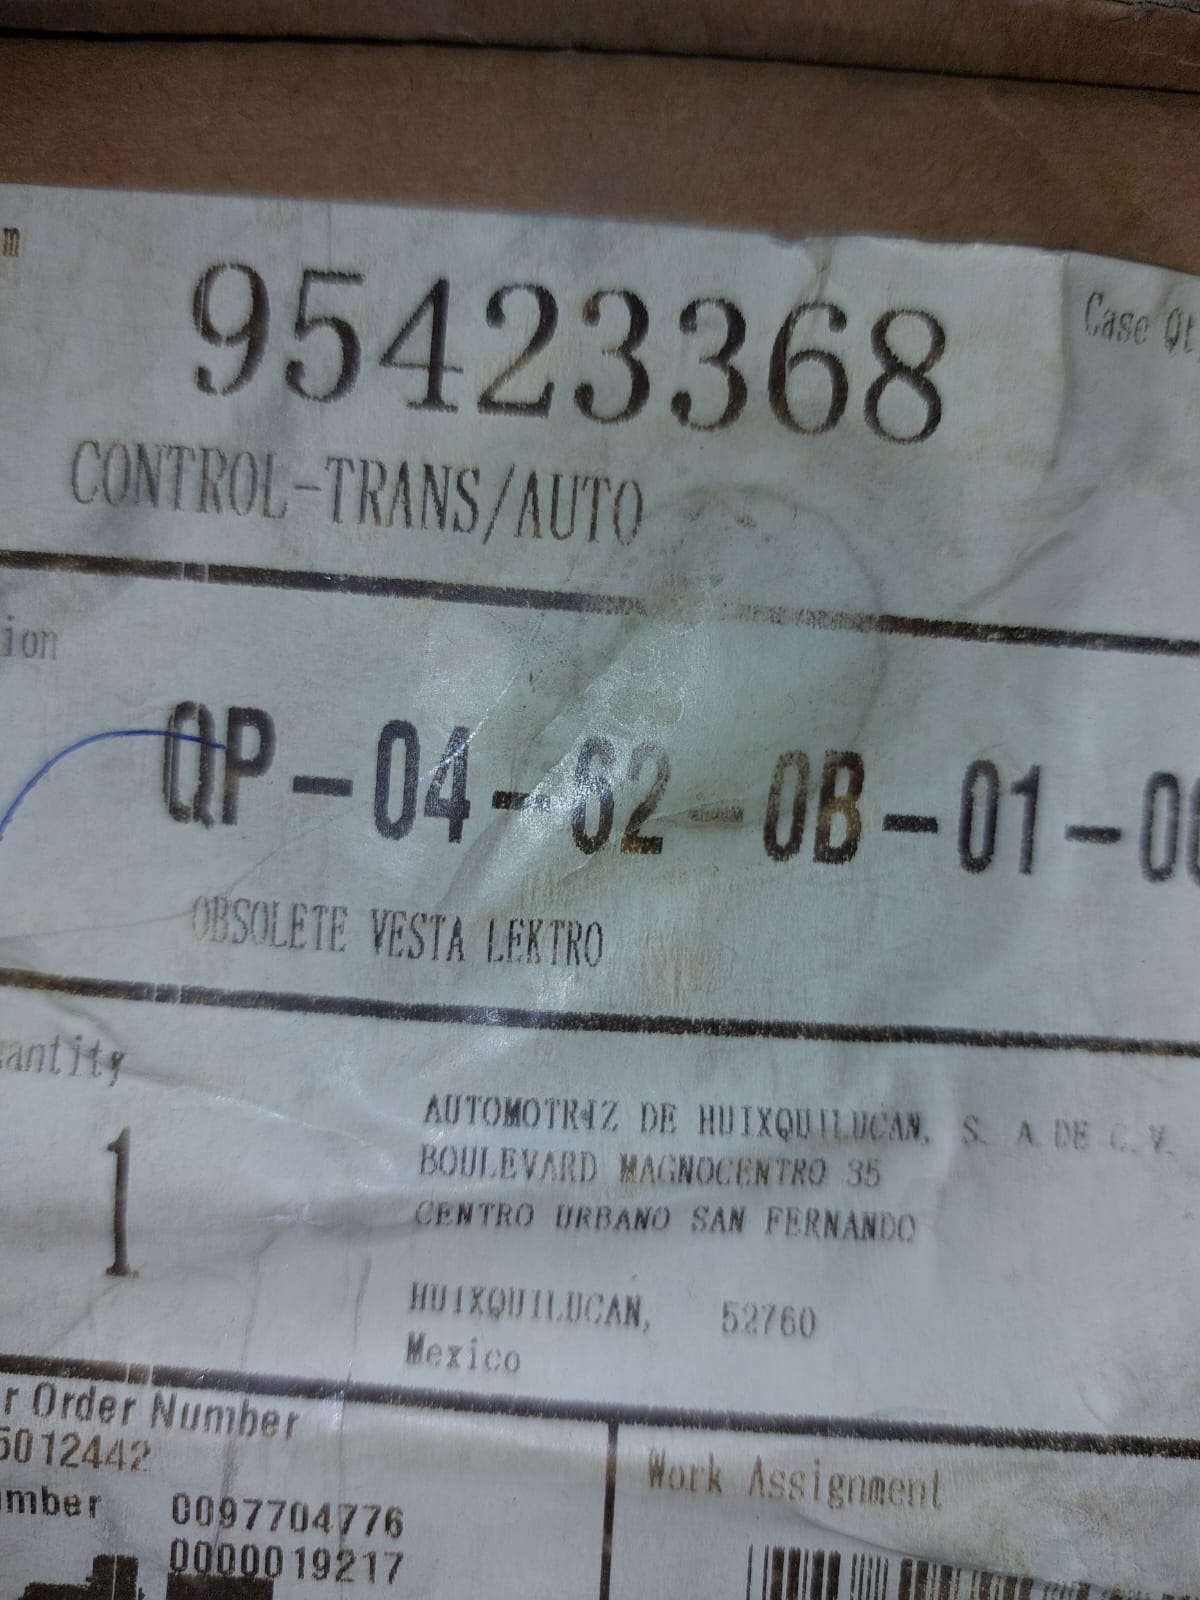 m
95423368
Case Qt
CONTROL-TRANS/AUTO
ion
QP-04-62-0B-01-00
OBSOLETE VESTA LEKTRO
antity
1
AUTOMOTRIZ DE HUIXQUILUCAN, S. A DE C.V.
BOULEVARD MAGNOCENTRO 35
CENTRO URBANO SAN FERNANDO
HUIXQUILUCAN, 52760
Mexico
r Order Number
5012442
Work Assignment
umber 0097704776
0000019217